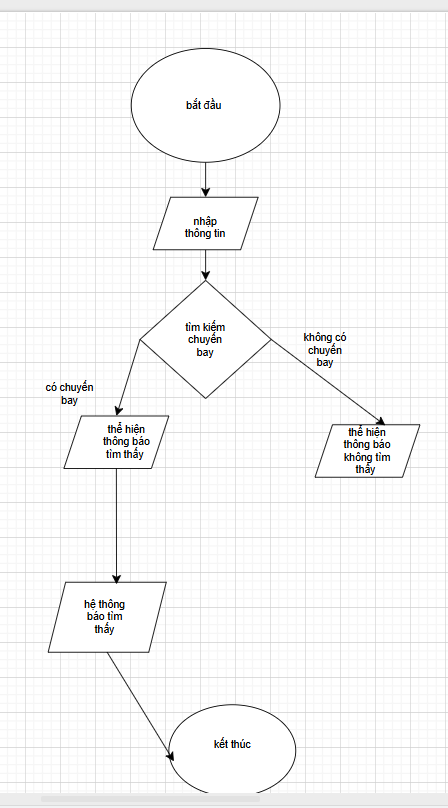 bắt đầu
nhập
thông tin
tìm kiếm
chuyến
bay
không có
chuyến
bay
có chuyến
bay
thể hiện
thông báo
tìm thấy
thể hiện
thông báo
không tìm
thấy
hệ thông
báo tìm
thấy
kết thúc